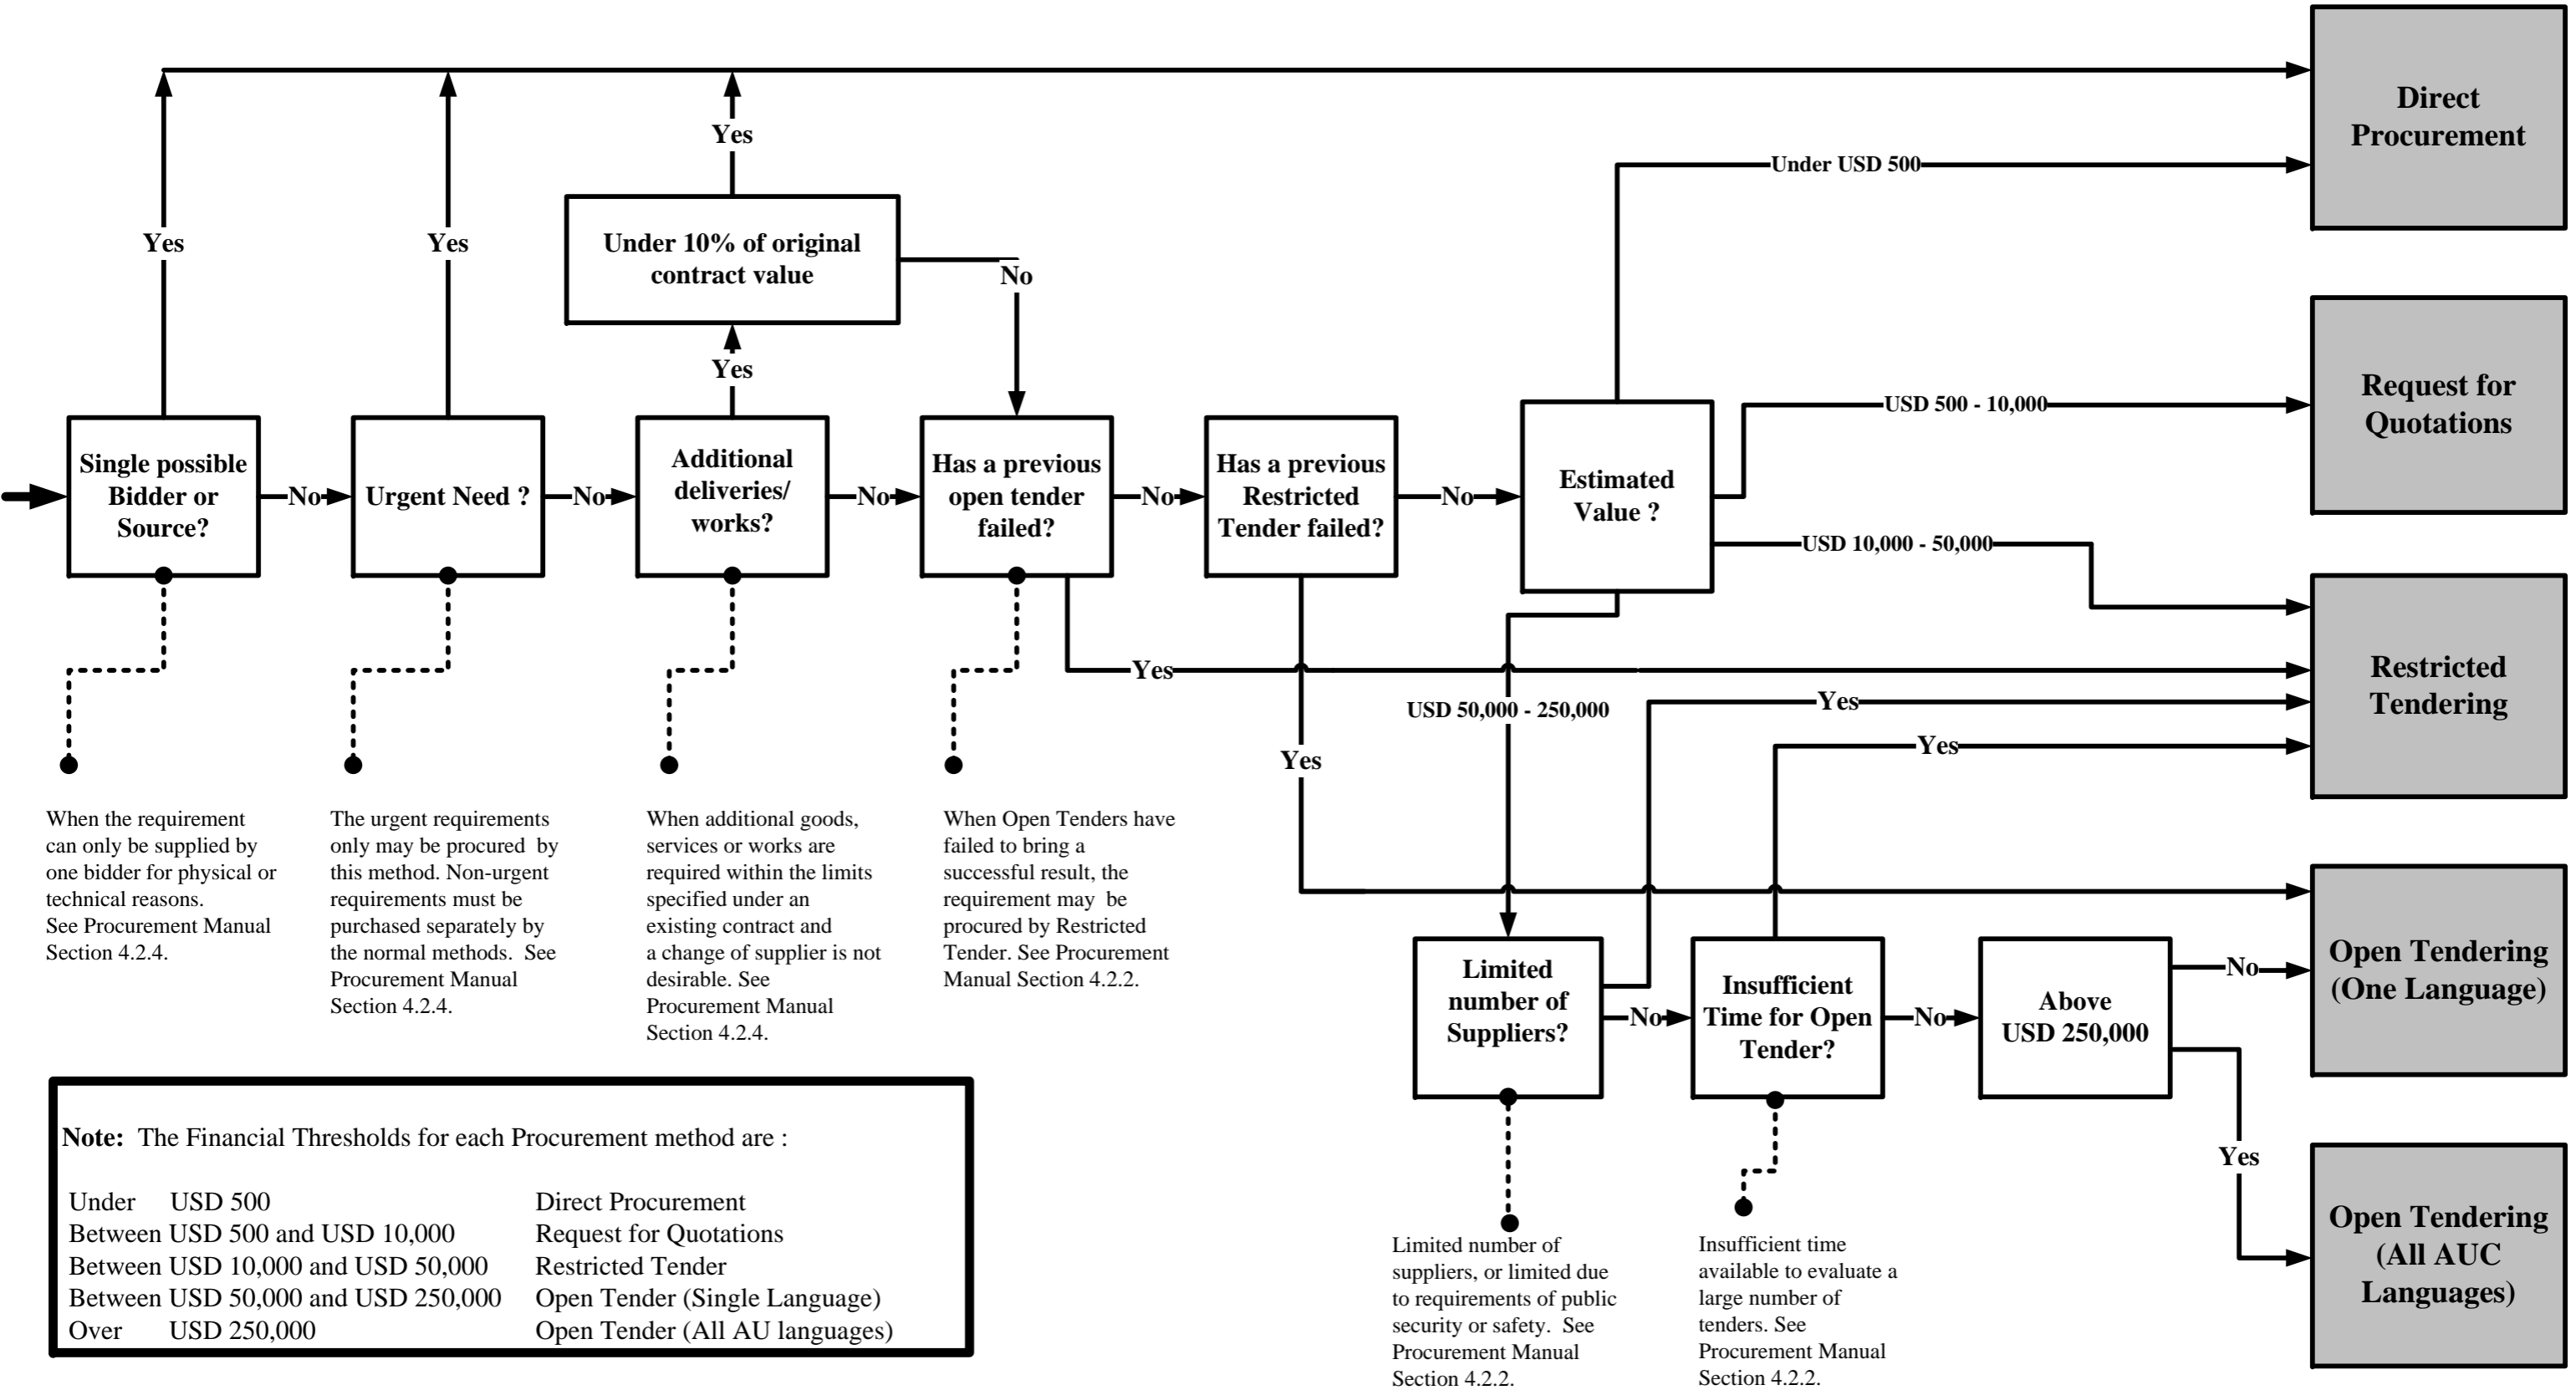 Direct
Procurement
Yes
Under USD 500
Yes
Yes
Under 10% of original
contract value
No
Yes
Request for
Quotations
USD 500 - 10,000
Single possible
Bidder or
Source?
No
Urgent Need ?
No
Additional
deliveries/
works?
No
Has a previous
open tender
failed?
No
Has a previous
Restricted
Tender failed?
No
Estimated
Value ?
USD 10,000 - 50,000
Restricted
Tendering
Yes
USD 50,000 - 250,000
Yes
Yes
Yes
When the requirement
can only be supplied by
one bidder for physical or
technical reasons.
See Procurement Manual
Section 4.2.4.
The urgent requirements
only may be procured  by
this method. Non-urgent
requirements must be
purchased separately by
the normal methods.  See
Procurement Manual
Section 4.2.4.
When additional goods,
services or works are
required within the limits
specified under an
existing contract and
a change of supplier is not
desirable. See
Procurement Manual
Section 4.2.4.
When Open Tenders have
failed to bring a
successful result, the
requirement may  be
procured by Restricted
Tender. See Procurement
Manual Section 4.2.2.
Limited
number of
Suppliers?
No
Insufficient
Time for Open
Tender?
No
Above
USD 250,000
No
Open Tendering
(One Language)
Yes
Open Tendering
(All AUC
Languages)
Note:  The Financial Thresholds for each Procurement method are :
Under USD 500 Direct Procurement
Between USD 500 and USD 10,000 Request for Quotations
Between USD 10,000 and USD 50,000 Restricted Tender
Between USD 50,000 and USD 250,000 Open Tender (Single Language)
Over USD 250,000 Open Tender (All AU languages)
Limited number of
suppliers, or limited due
to requirements of public
security or safety.  See
Procurement Manual
Section 4.2.2.
Insufficient time
available to evaluate a
large number of
tenders. See
Procurement Manual
Section 4.2.2.